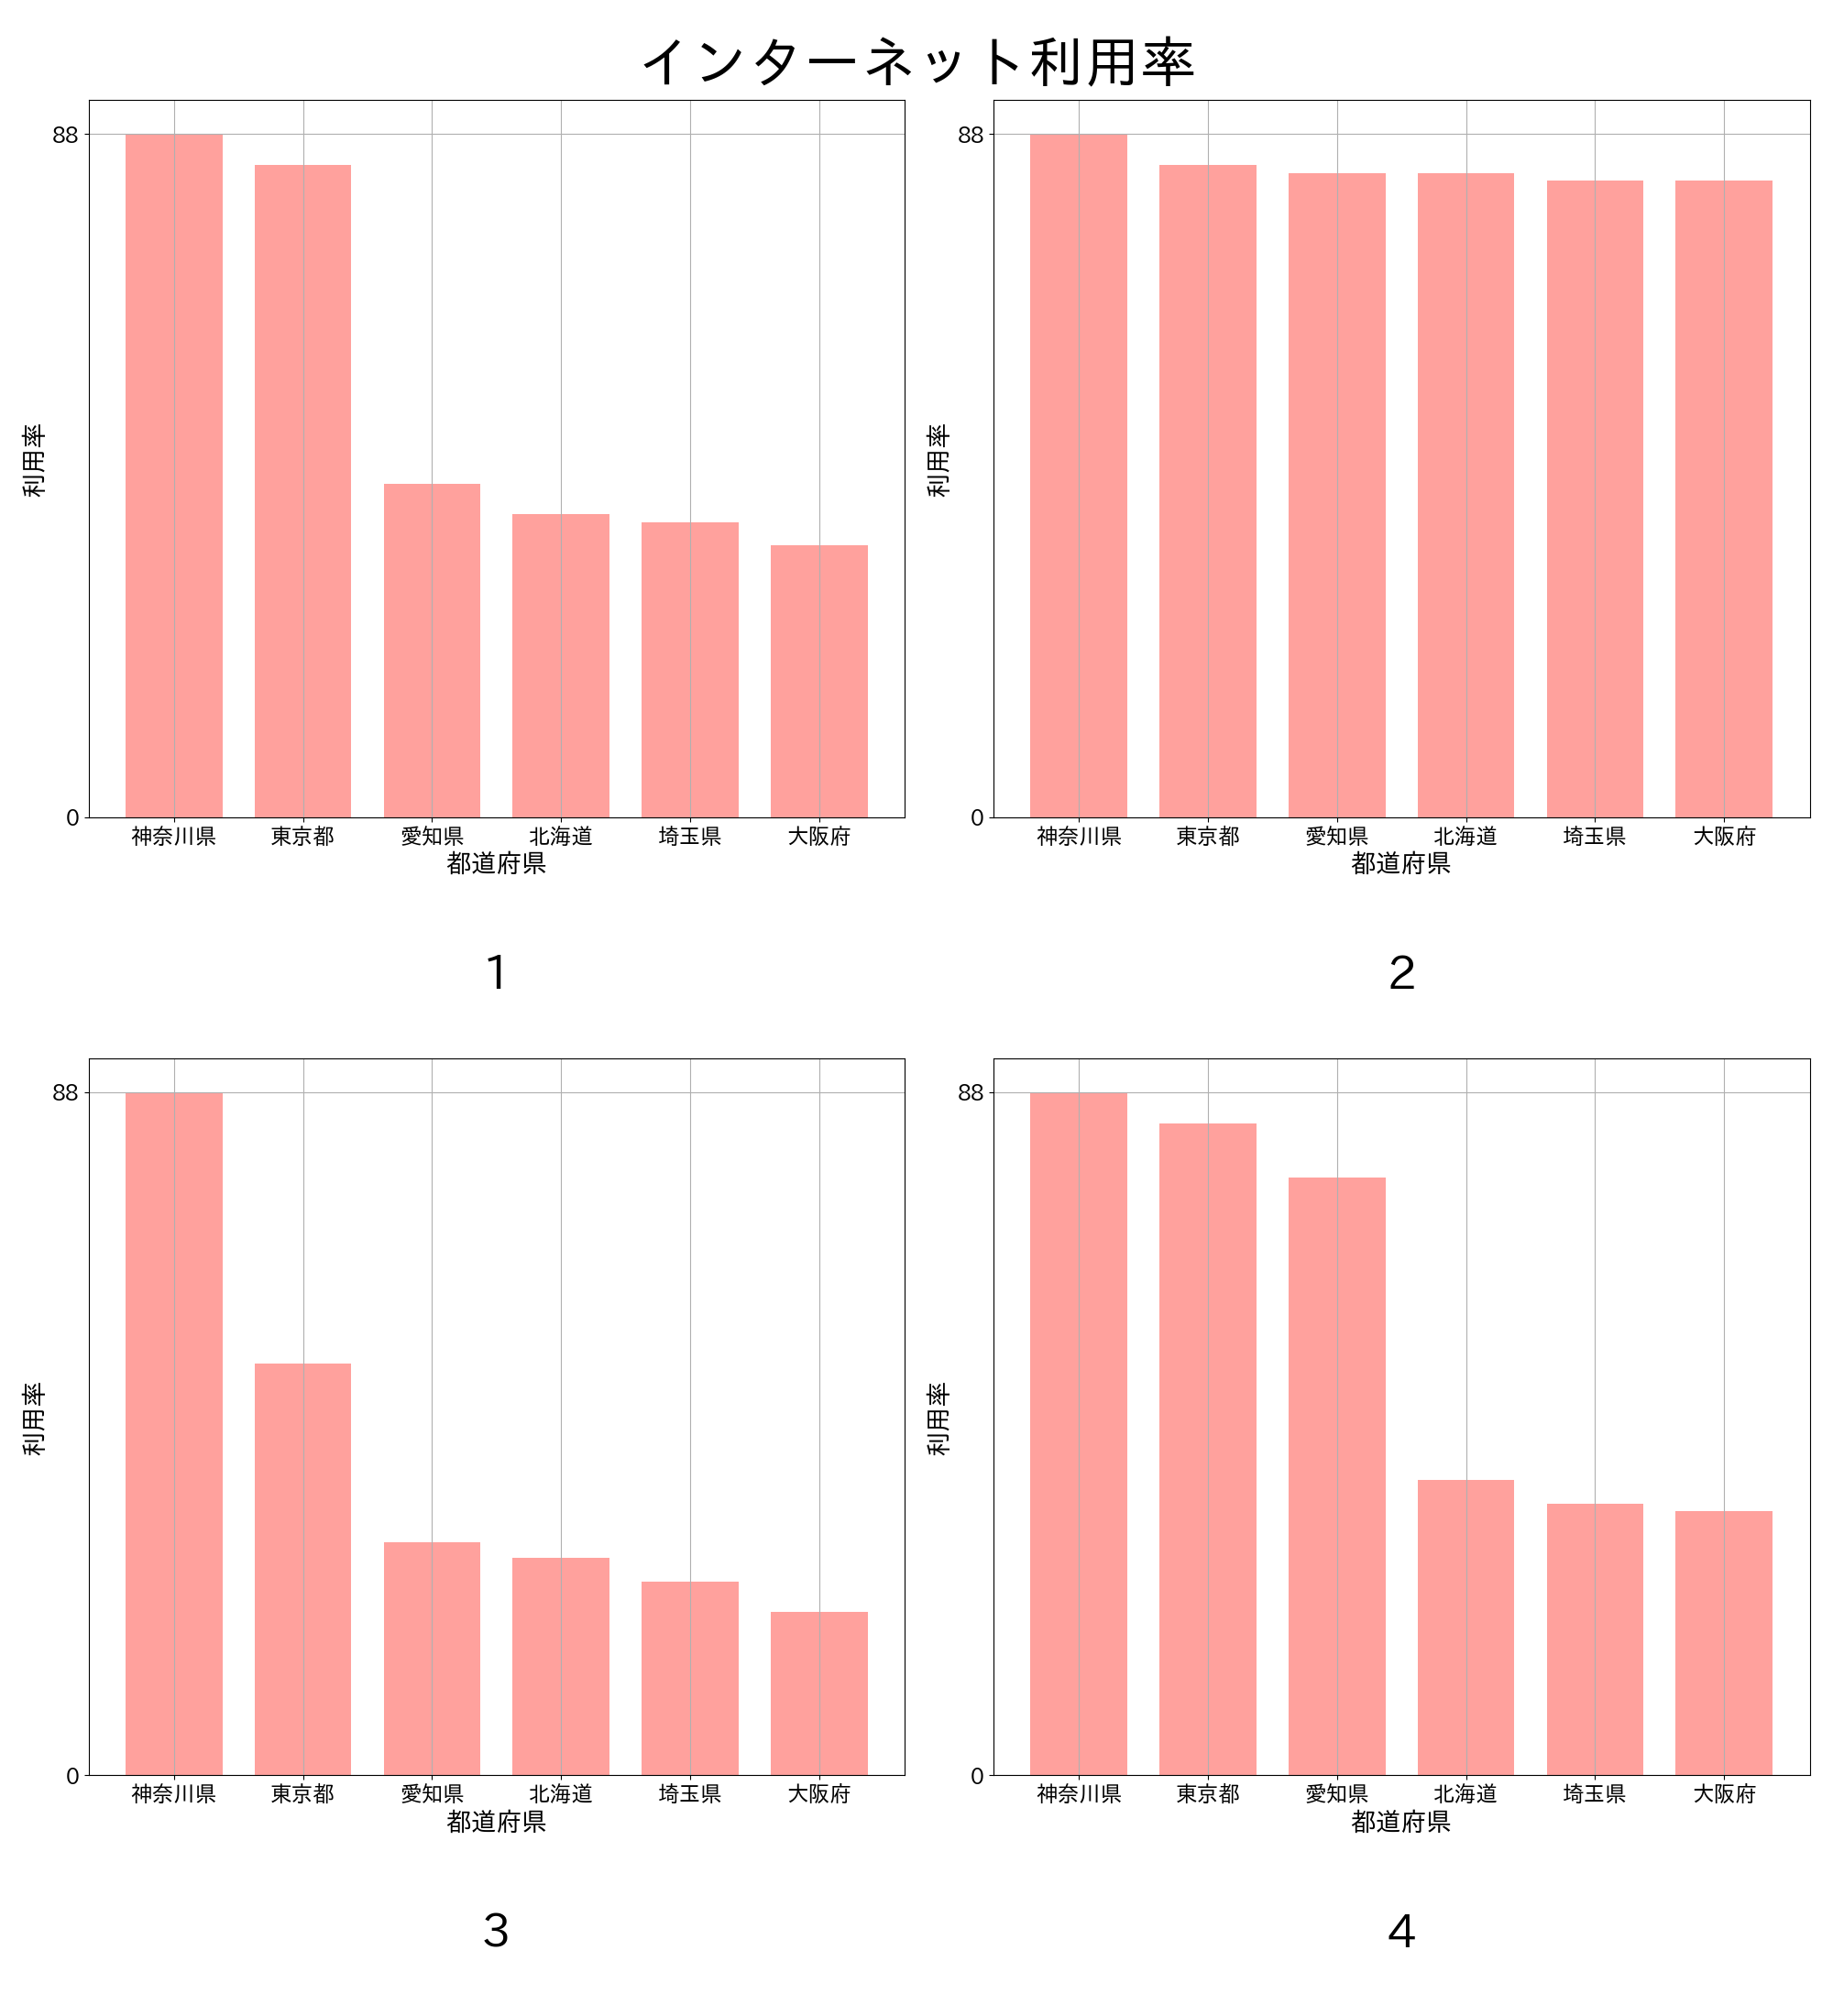 インターネット利用率
88
0
利用率
神奈川県 東京都 愛知県 北海道 埼玉県 大阪府
都道府県
1
88
0
利用率
神奈川県 東京都 愛知県 北海道 埼玉県 大阪府
都道府県
2
88
0
利用率
神奈川県 東京都 愛知県 北海道 埼玉県 大阪府
都道府県
3
88
0
利用率
神奈川県 東京都 愛知県 北海道 埼玉県 大阪府
都道府県
4